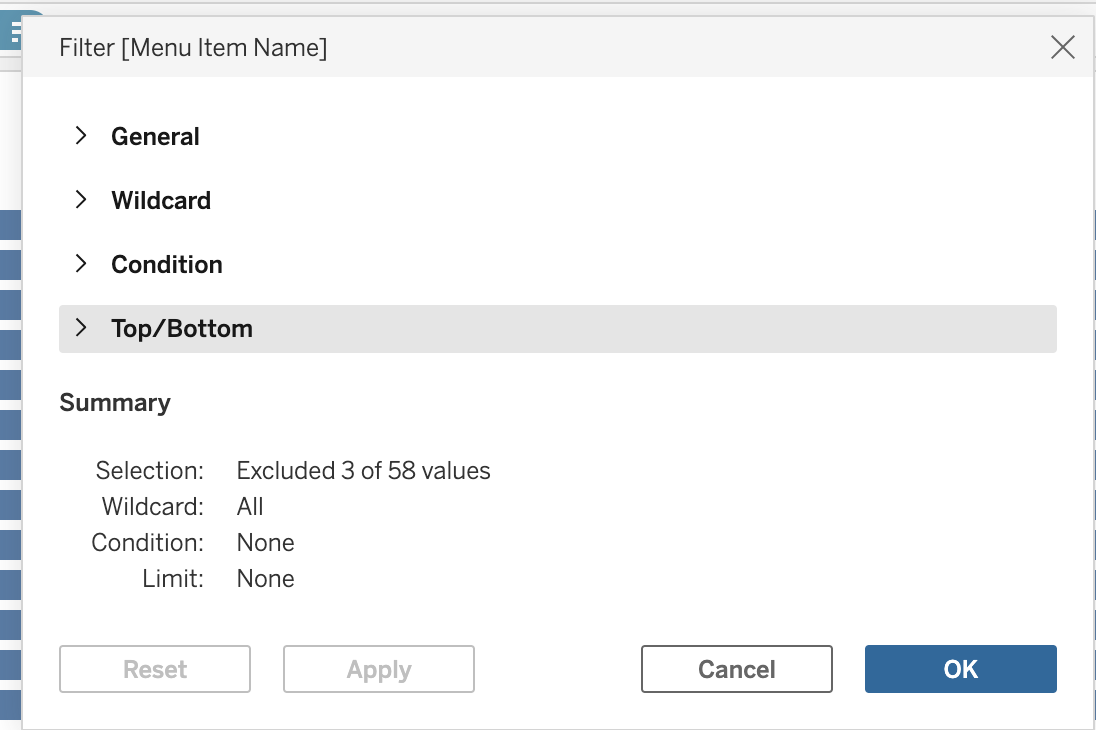 Filter [Menu Item Name]
General
Wildcard
Condition
Top/Bottom
Summary
Selection: Excluded 3 of 58 values
Wildcard: All
Condition: None
Limit: None
Reset Apply Cancel OK